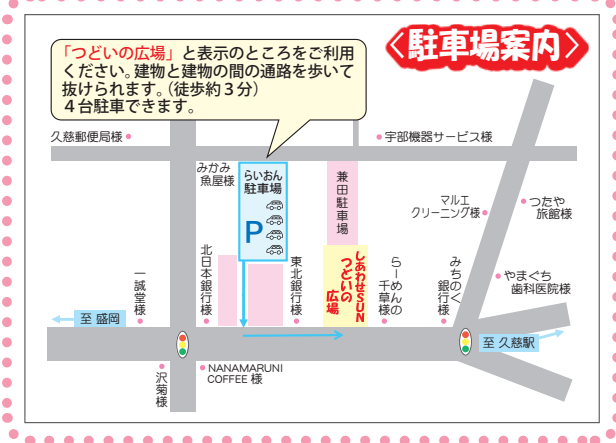 駐車場案内
「つどいの広場」と表示のところをご利用
ください。建物と建物の間の通路を歩いて
抜けられます。(徒歩約3分)
4台駐車できます。
久慈郵便局様
宇部機器サービス様
みかみ
魚屋様
らいおん
駐車場
P
兼田駐車場
マルエ
クリーニング様
つたや
旅館様
一誠堂様
北日本銀行様
東北銀行様
しあわせSUN
つどいの
広場
らーめんの
千草様
みちのく
銀行様
やまぐち
歯科医院様
至 盛岡
至 久慈駅
沢菊様
NANAMARUNI
COFFEE 様